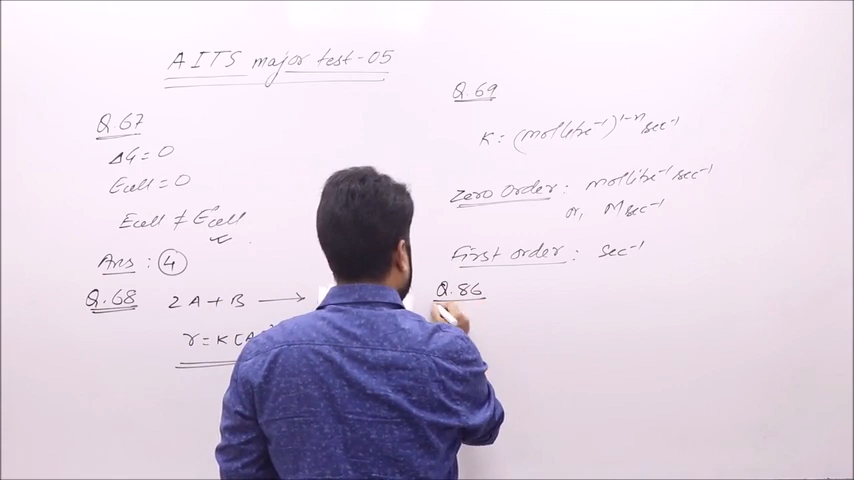 AITS major test-05
Q.67
ΔG = 0
Ecell = 0
Ecell ≠ E°cell
Ans : 4
Q.68 2A + B →
r = K[A
Q.69
K = (mol litre⁻¹)¹⁻ⁿ sec⁻¹
Zero order : mol litre⁻¹ sec⁻¹
or, M sec⁻¹
First order : sec⁻¹
Q.86